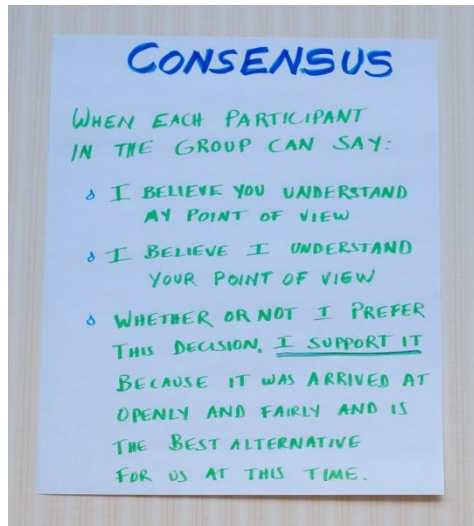 CONSENSUS
WHEN EACH PARTICIPANT
IN THE GROUP CAN SAY:
I BELIEVE YOU UNDERSTAND
MY POINT OF VIEW
I BELIEVE I UNDERSTAND
YOUR POINT OF VIEW
WHETHER OR NOT I PREFER
THIS DECISION, I SUPPORT IT
BECAUSE IT WAS ARRIVED AT
OPENLY AND FAIRLY AND IS
THE BEST ALTERNATIVE
FOR US AT THIS TIME.